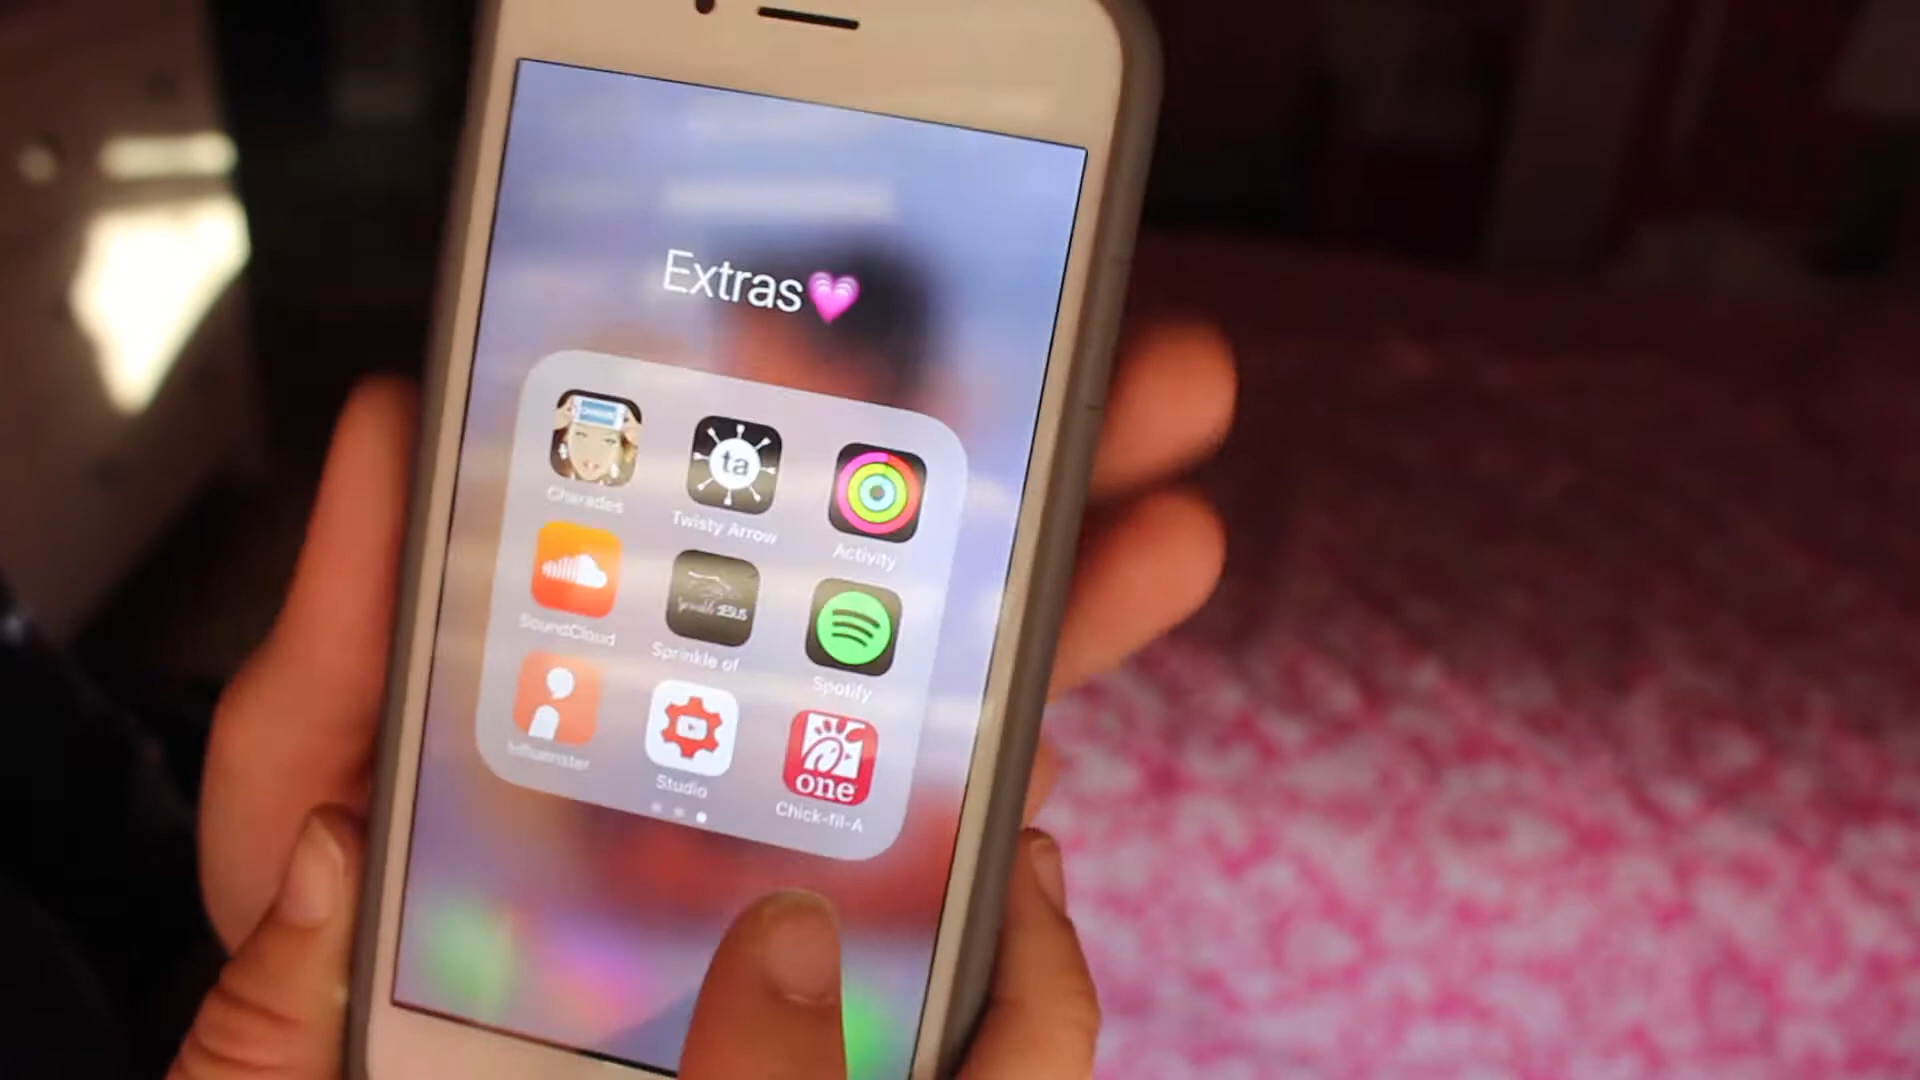 Extras💗
Charades
ta
Twisty Arrow
Activity
SoundCloud
Sprinkle of
Spotify
Influenster
Studio
one
Chick-fil-A